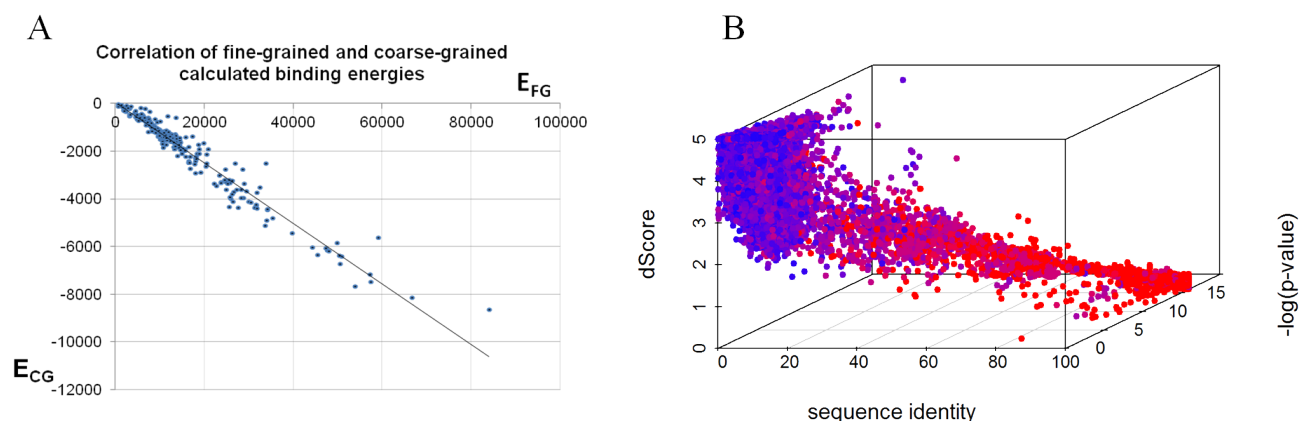 A
Correlation of fine-grained and coarse-grained
calculated binding energies
E_FG
0
0 20000 40000 60000 80000 100000
-2000
-4000
-6000
-8000
-10000
E_CG
-12000
B
5
4
3
2
1
0
dScore
0 20 40 60 80 100
sequence identity
0
5
10
15
-log(p-value)